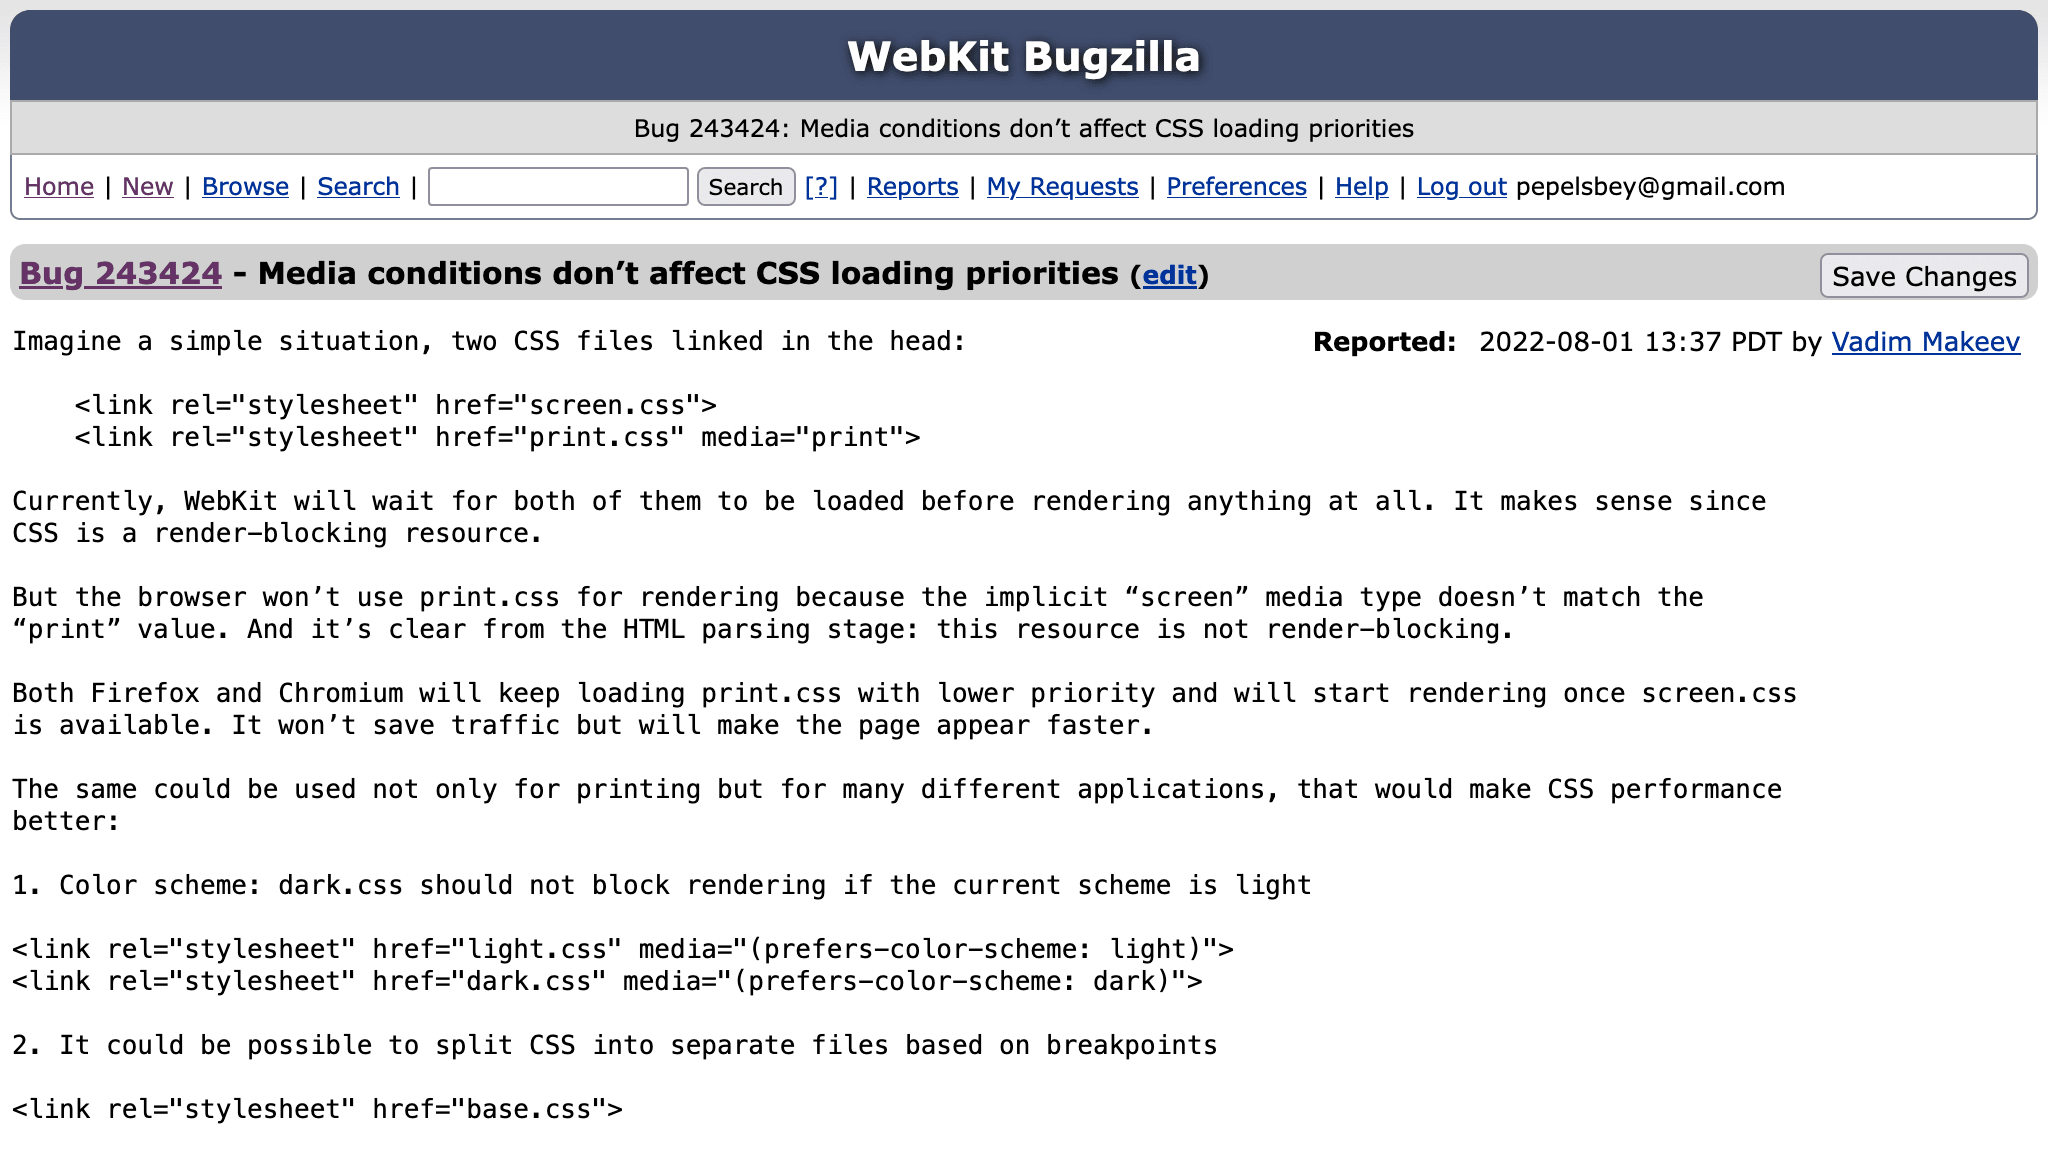 WebKit Bugzilla
Bug 243424: Media conditions don’t affect CSS loading priorities
Home | New | Browse | Search | Search [?] | Reports | My Requests | Preferences | Help | Log out pepelsbey@gmail.com
Bug 243424 - Media conditions don’t affect CSS loading priorities (edit) Save Changes
Imagine a simple situation, two CSS files linked in the head: Reported: 2022-08-01 13:37 PDT by Vadim Makeev
<link rel="stylesheet" href="screen.css">
<link rel="stylesheet" href="print.css" media="print">
Currently, WebKit will wait for both of them to be loaded before rendering anything at all. It makes sense since
CSS is a render-blocking resource.
But the browser won’t use print.css for rendering because the implicit “screen” media type doesn’t match the
“print” value. And it’s clear from the HTML parsing stage: this resource is not render-blocking.
Both Firefox and Chromium will keep loading print.css with lower priority and will start rendering once screen.css
is available. It won’t save traffic but will make the page appear faster.
The same could be used not only for printing but for many different applications, that would make CSS performance
better:
1. Color scheme: dark.css should not block rendering if the current scheme is light
<link rel="stylesheet" href="light.css" media="(prefers-color-scheme: light)">
<link rel="stylesheet" href="dark.css" media="(prefers-color-scheme: dark)">
2. It could be possible to split CSS into separate files based on breakpoints
<link rel="stylesheet" href="base.css">